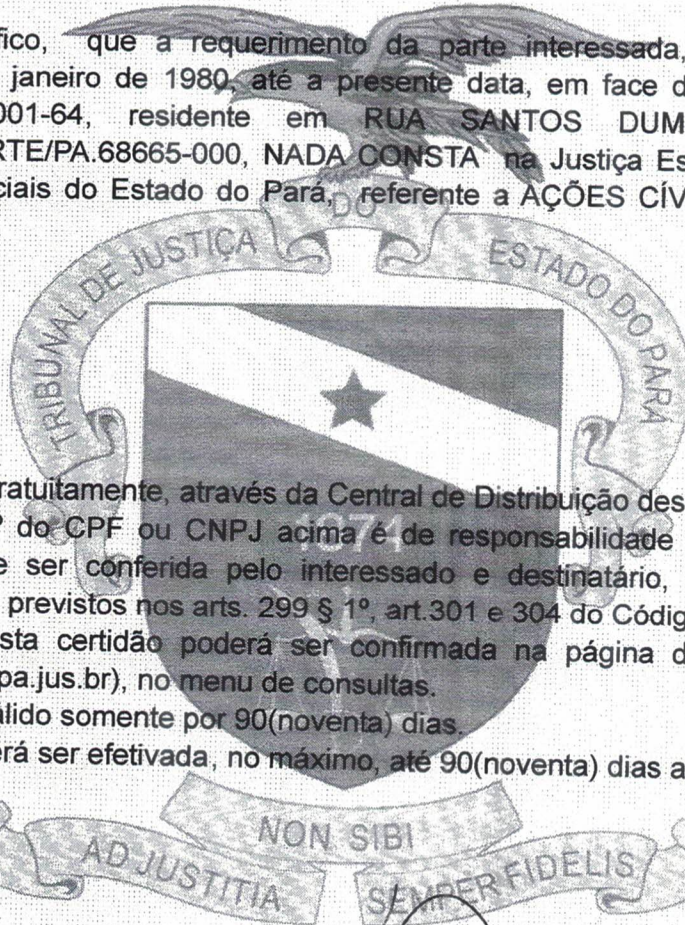 fico, que a requerimento da parte interessada,
janeiro de 1980, até a presente data, em face d
001-64, residente em RUA SANTOS DUM
RTE/PA.68665-000, NADA CONSTA na Justiça Es
ciais do Estado do Pará, referente a AÇÕES CÍV
TRIBUNAL DE JUSTIÇA DO ESTADO DO PARÁ
ratuitamente, através da Central de Distribuição des
º do CPF ou CNPJ acima é de responsabilidade
1874
e ser conferida pelo interessado e destinatário,
previstos nos arts. 299 § 1º, art.301 e 304 do Códig
sta certidão poderá ser confirmada na página d
pa.jus.br), no menu de consultas.
álido somente por 90(noventa) dias.
erá ser efetivada, no máximo, até 90(noventa) dias a
NON SIBI
AD JUSTITIA SEMPER FIDELIS